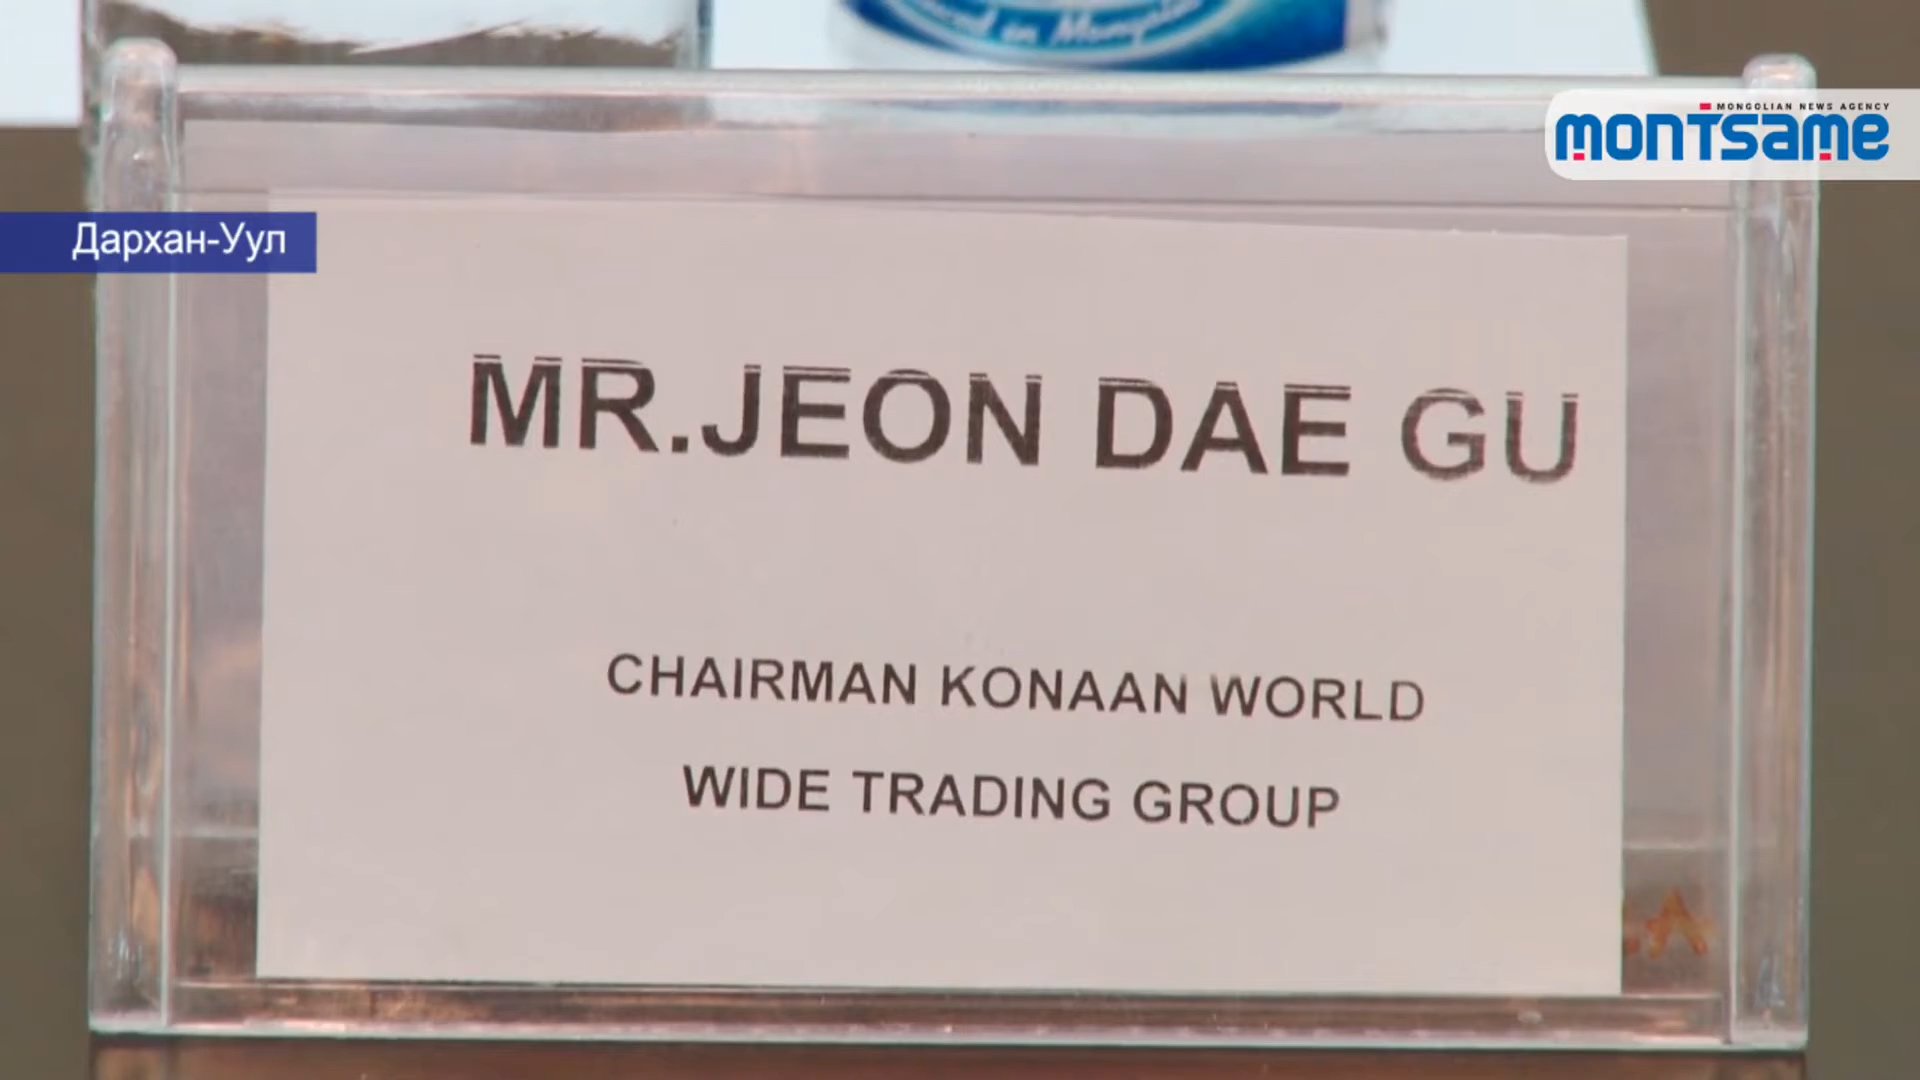 MONGOLIAN NEWS AGENCY
MONTSAME
Дархан-Уул
MR.JEON DAE GU
CHAIRMAN KONAAN WORLD
WIDE TRADING GROUP